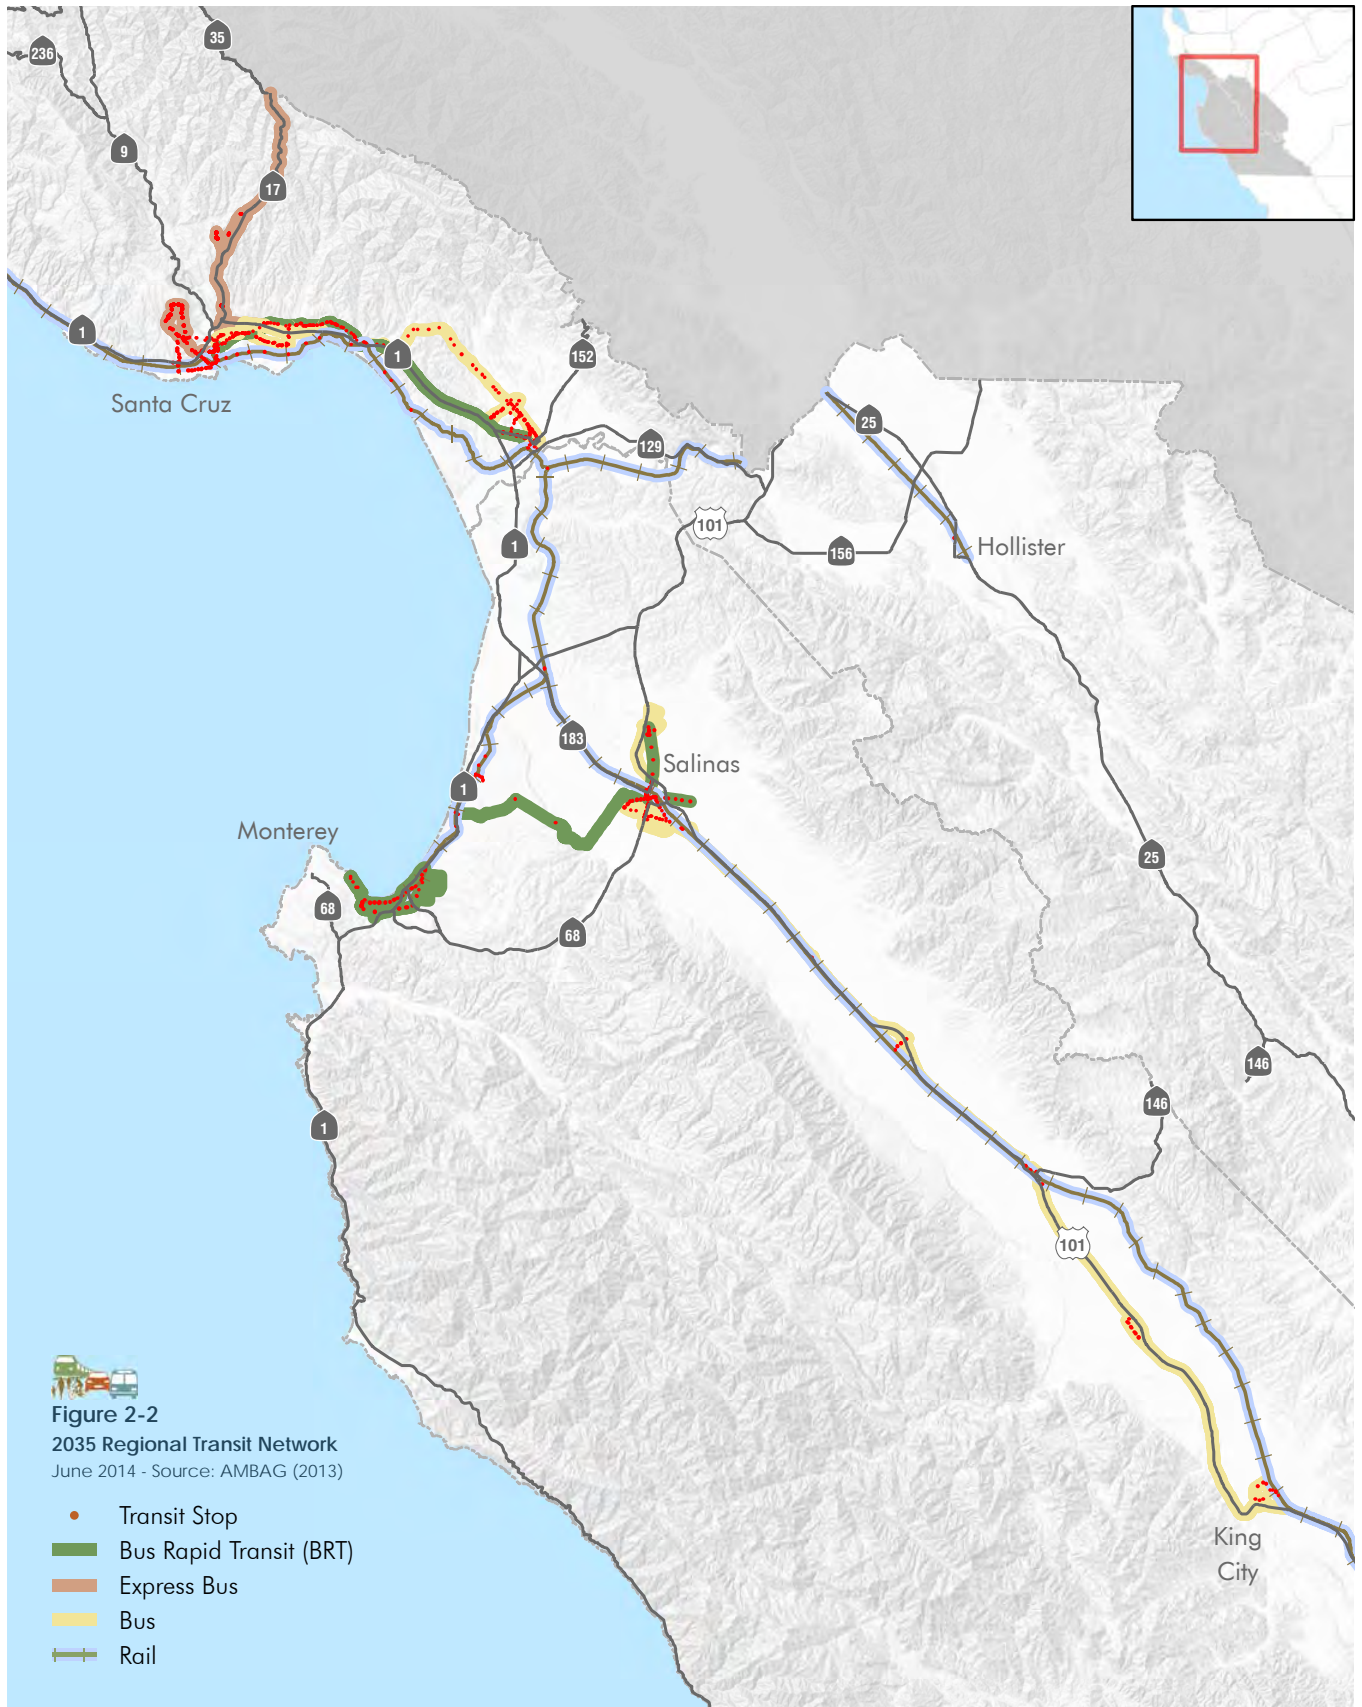 35
236
9
17
1
Santa Cruz
1
152
129
25
101
1
156
Hollister
183
Salinas
1
Monterey
25
68
68
146
146
1
101
Figure 2-2
2035 Regional Transit Network
June 2014 - Source: AMBAG (2013)
Transit Stop
Bus Rapid Transit (BRT)
Express Bus
Bus
Rail
King
City